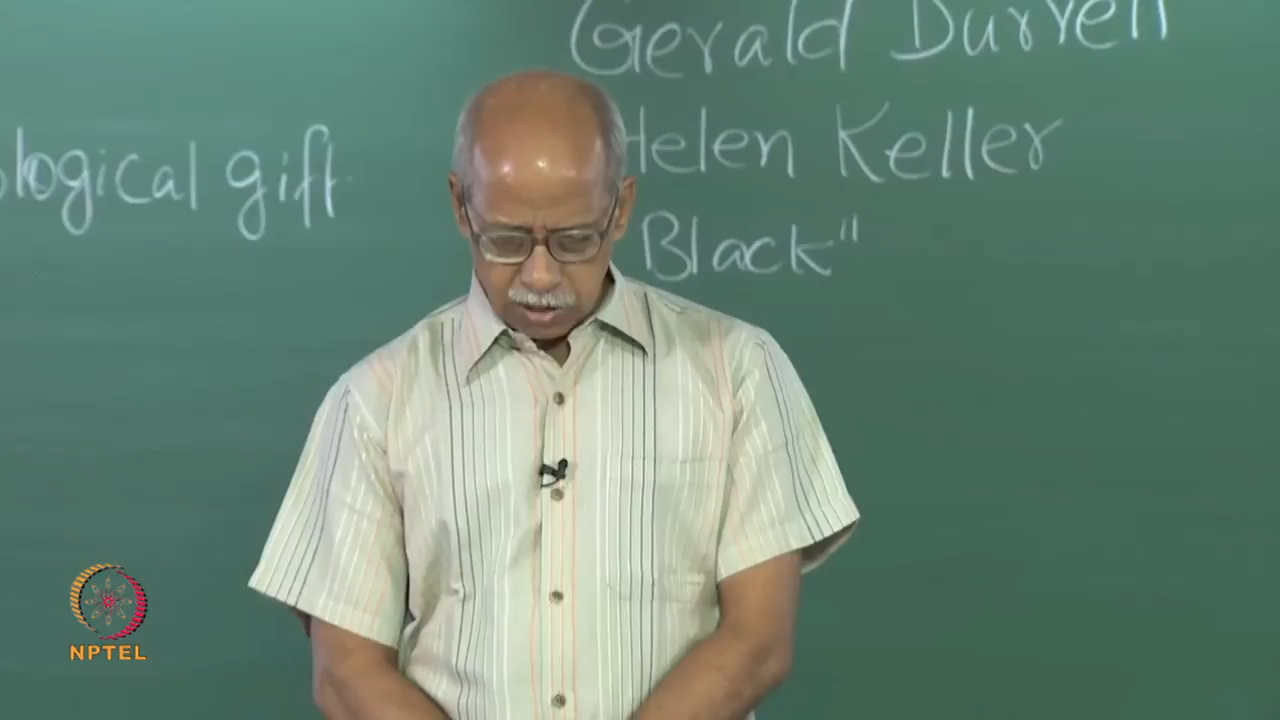 Gerald Durrell
Helen Keller
Black"
ological gift
NPTEL